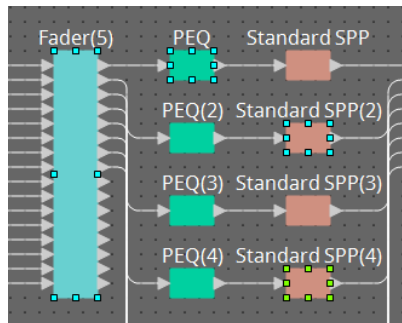 Fader(5) PEQ Standard SPP
PEQ(2) Standard SPP(2)
PEQ(3) Standard SPP(3)
PEQ(4) Standard SPP(4)